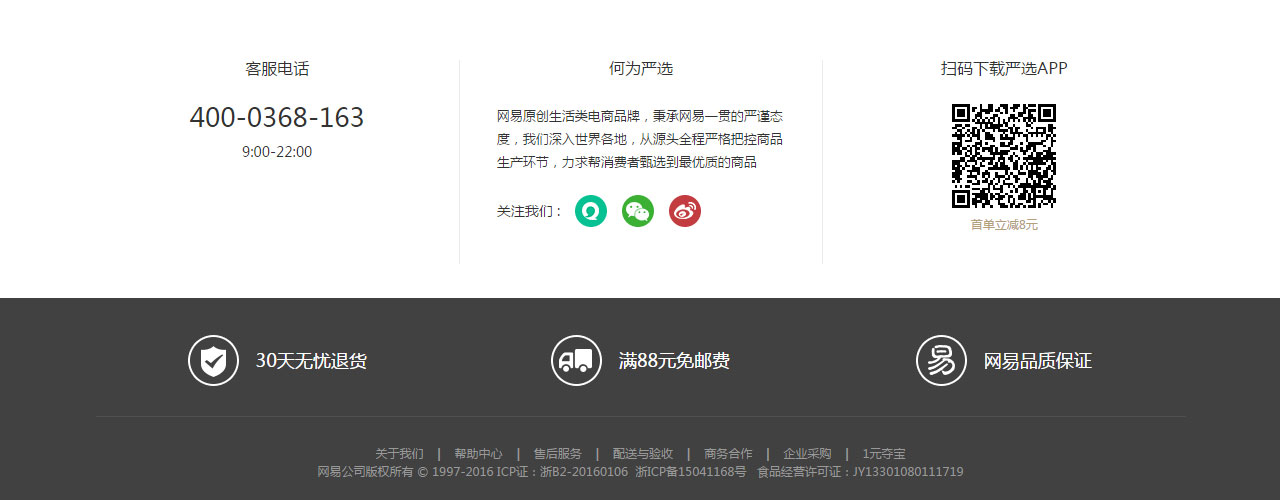 客服电话
400-0368-163
9:00-22:00
何为严选
网易原创生活类电商品牌，秉承网易一贯的严谨态
度，我们深入世界各地，从源头全程严格把控商品
生产环节，力求帮消费者甄选到最优质的商品
关注我们：
扫码下载严选APP
首单立减8元
30天无忧退货
满88元免邮费
易 网易品质保证
关于我们 | 帮助中心 | 售后服务 | 配送与验收 | 商务合作 | 企业采购 | 1元夺宝
网易公司版权所有 © 1997-2016 ICP证：浙B2-20160106 浙ICP备15041168号 食品经营许可证：JY13301080111719